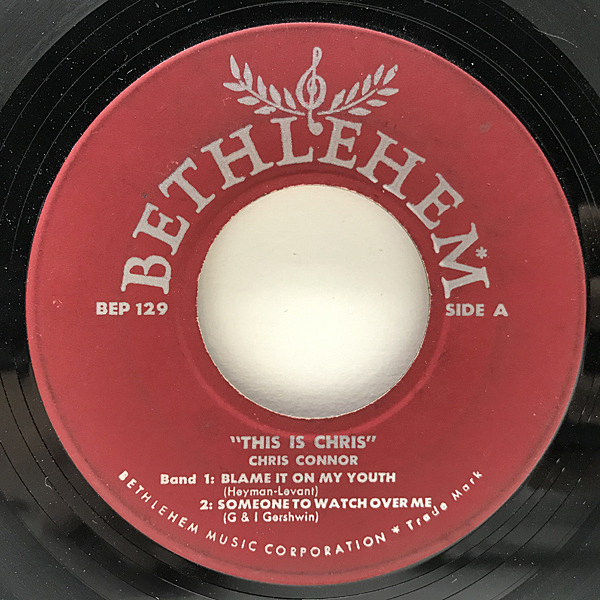 BETHLEHEM*
BEP 129
SIDE A
"THIS IS CHRIS"
CHRIS CONNOR
Band 1: BLAME IT ON MY YOUTH
(Heyman-Levant)
2: SOMEONE TO WATCH OVER ME
(G & I Gershwin)
BETHLEHEM MUSIC CORPORATION * Trade Mark